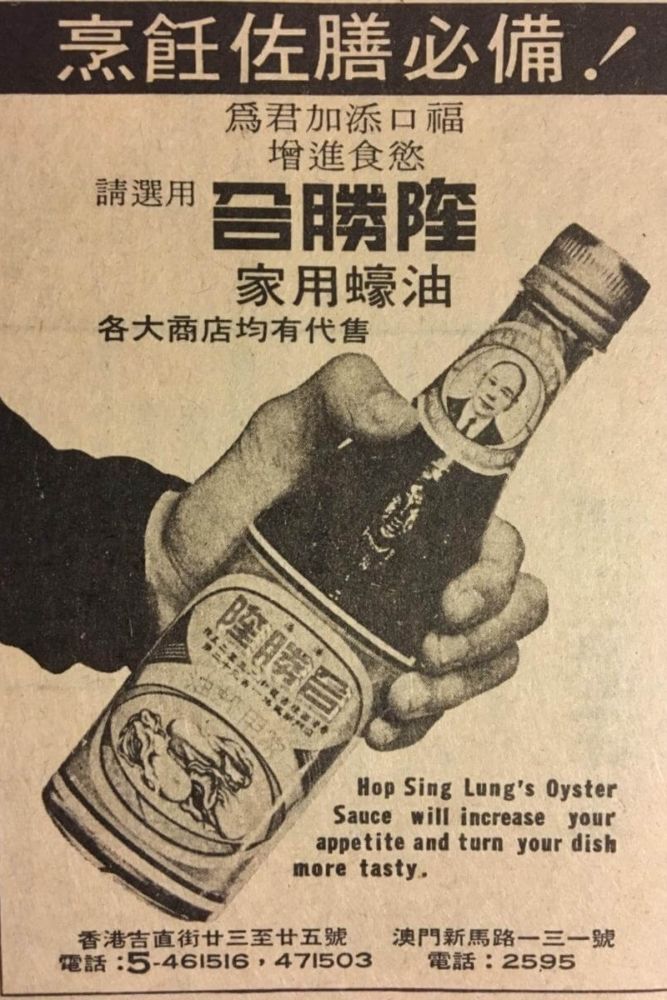 烹飪佐膳必備！
爲君加添口福
增進食慾
請選用 合勝隆
家用蠔油
各大商店均有代售
隆勝合
Hop Sing Lung's Oyster
Sauce will increase your
appetite and turn your dish
more tasty.
香港吉直街廿三至廿五號
電話：5-461516，471503
澳門新馬路一三一號
電話：2595